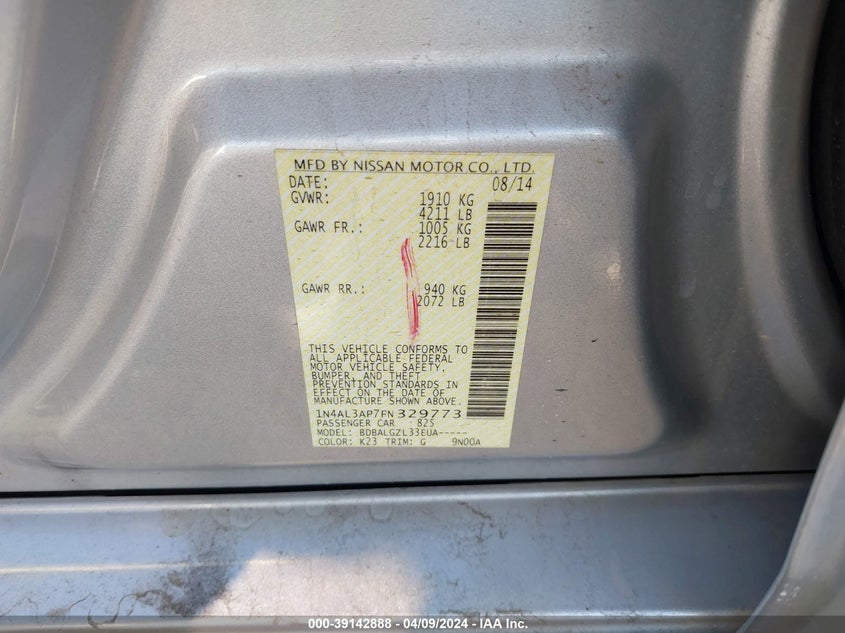 MFD BY NISSAN MOTOR CO., LTD.
DATE: 08/14
GVWR: 1910 KG
4211 LB
GAWR FR.: 1005 KG
2216 LB
GAWR RR.: 940 KG
2072 LB
THIS VEHICLE CONFORMS TO
ALL APPLICABLE FEDERAL
MOTOR VEHICLE SAFETY,
BUMPER, AND THEFT
PREVENTION STANDARDS IN
EFFECT ON THE DATE OF
MANUFACTURE SHOWN ABOVE.
1N4AL3AP7FN329773
PASSENGER CAR 825
MODEL: BDBALGZL33EUA-----
COLOR: K23 TRIM: G 9N00A
000-39142888 - 04/09/2024 - IAA Inc.